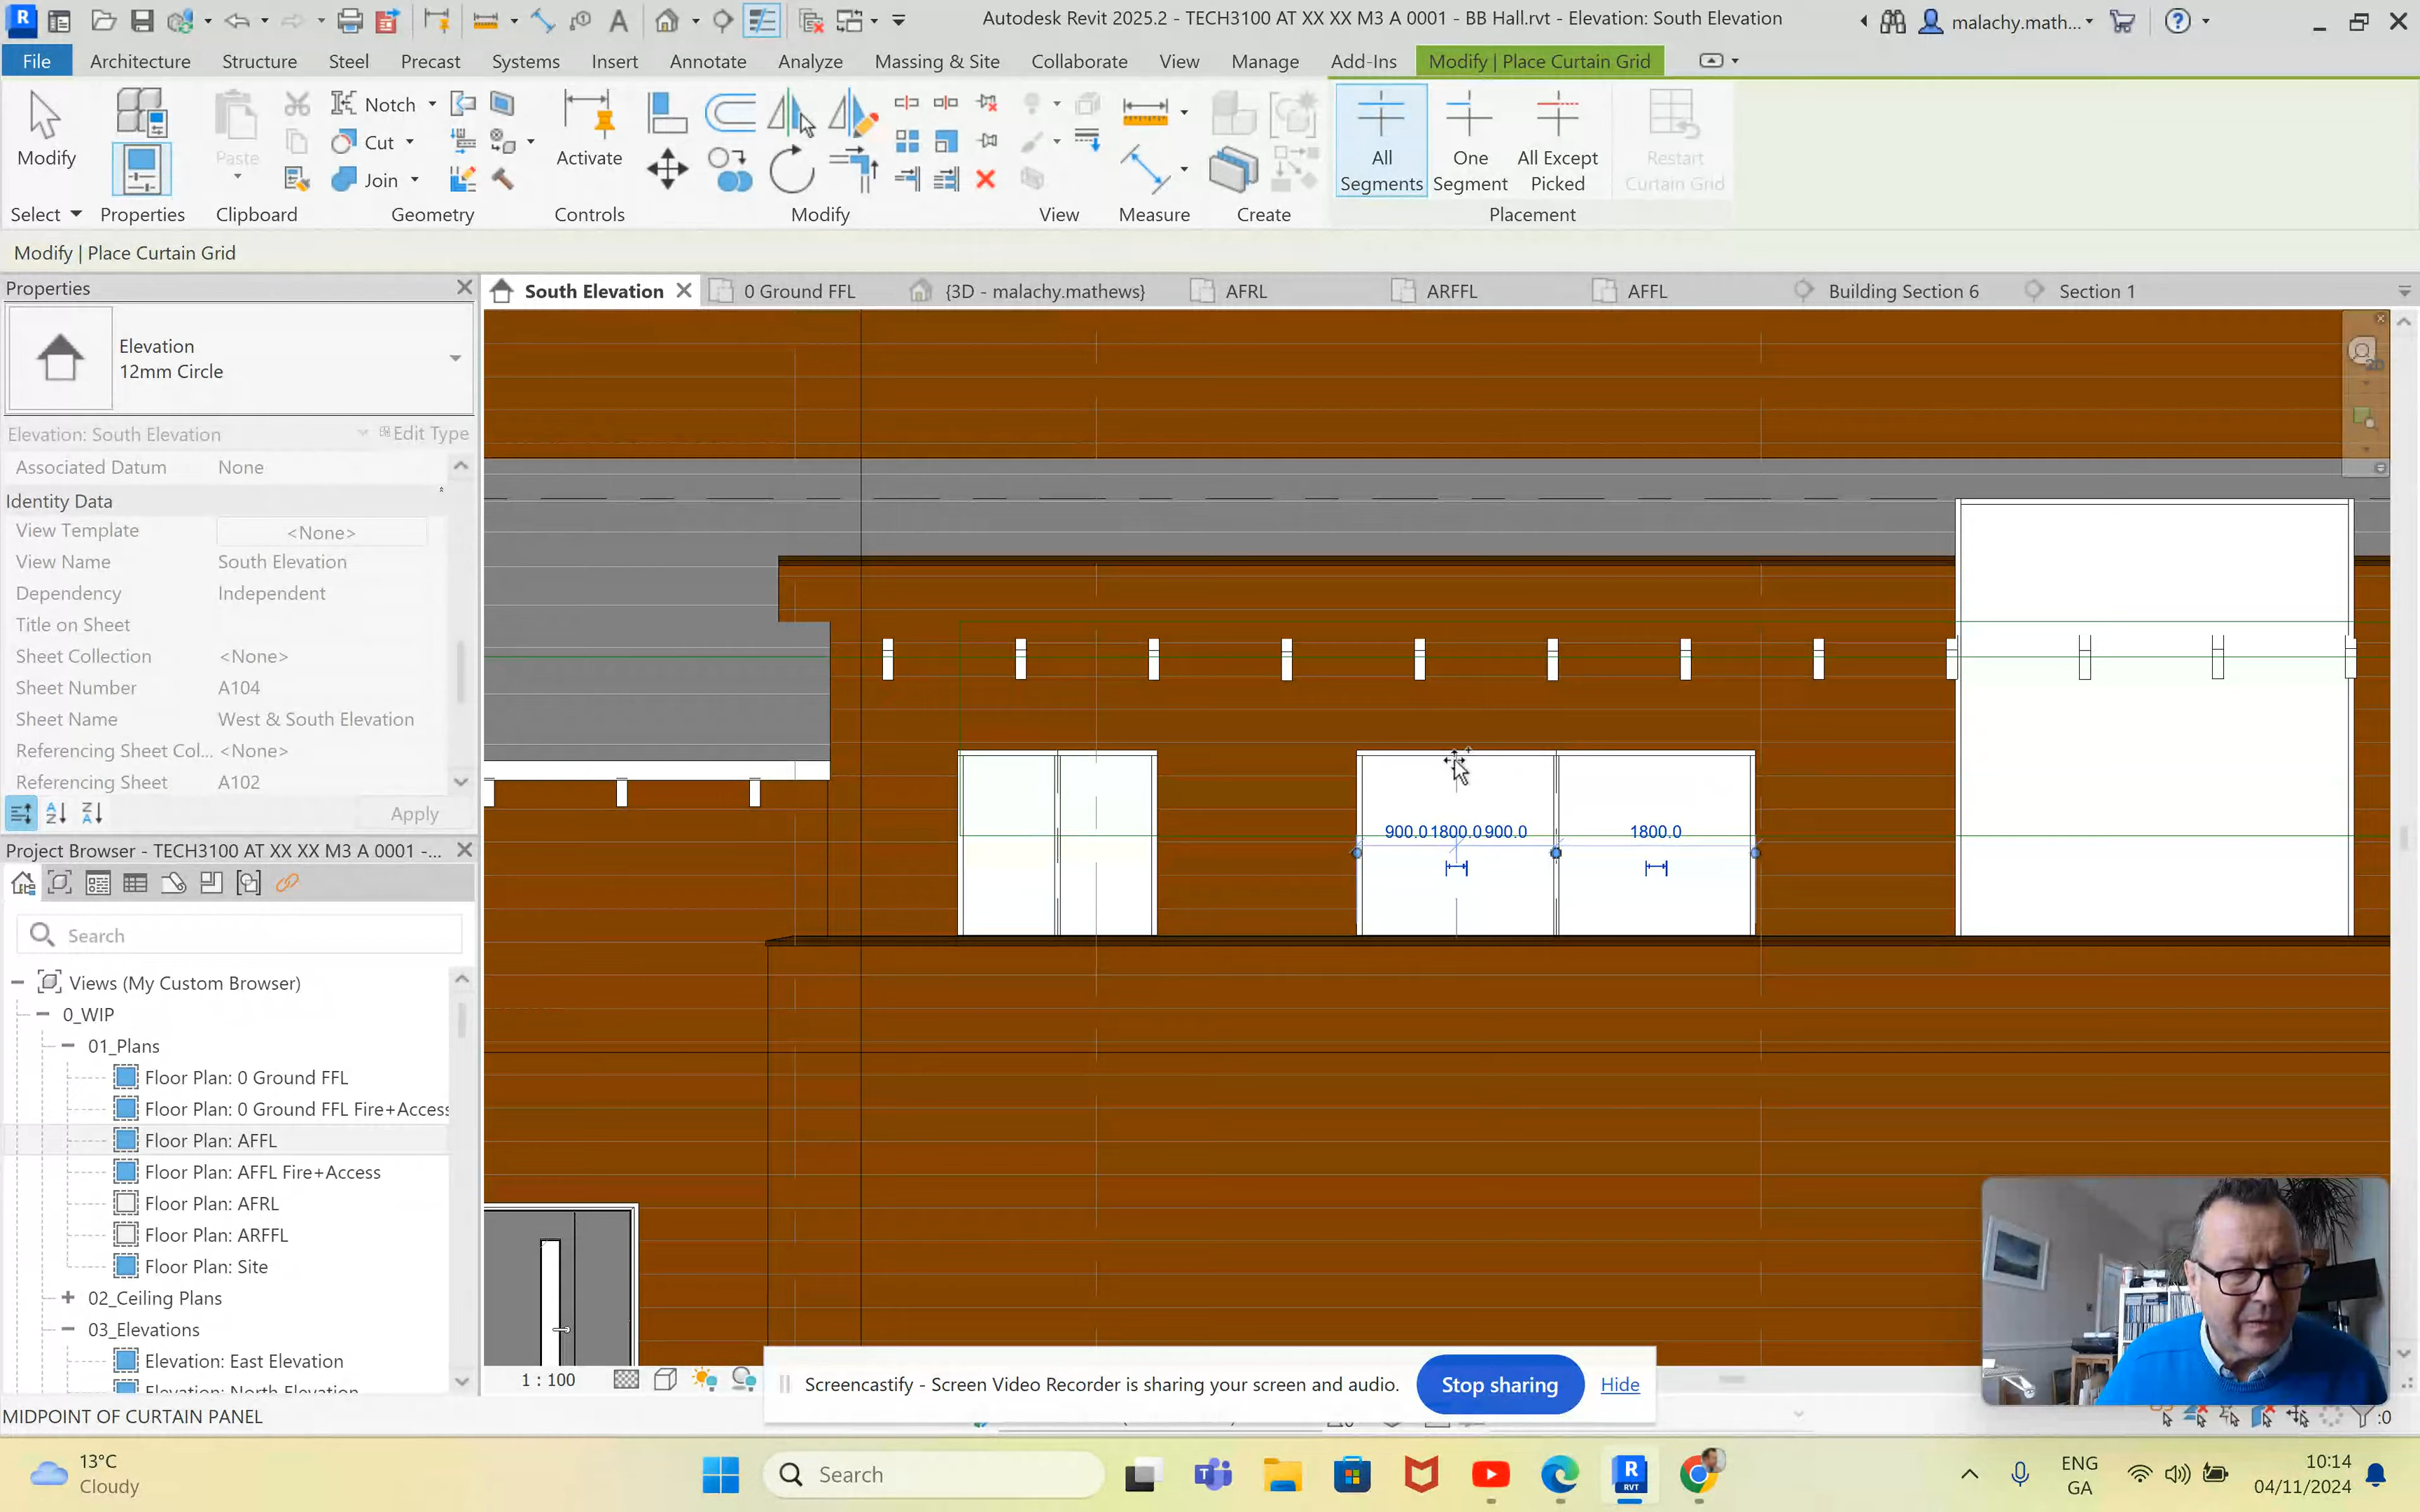 Autodesk Revit 2025.2 - TECH3100 AT XX XX M3 A 0001 - BB Hall.rvt - Elevation: South Elevation
malachy.math...
File Architecture Structure Steel Precast Systems Insert Annotate Analyze Massing & Site Collaborate View Manage Add-Ins Modify | Place Curtain Grid
Modify
Paste
Notch
Cut
Join
Activate
All Segments
One Segment
All Except Picked
Restart Curtain Grid
Select Properties Clipboard Geometry Controls Modify View Measure Create Placement
Modify | Place Curtain Grid
Properties
South Elevation 0 Ground FFL {3D - malachy.mathews} AFRL ARFFL AFFL Building Section 6 Section 1
Elevation
12mm Circle
Elevation: South Elevation Edit Type
Associated Datum None
Identity Data
View Template <None>
View Name South Elevation
Dependency Independent
Title on Sheet
Sheet Collection <None>
Sheet Number A104
Sheet Name West & South Elevation
Referencing Sheet Col... <None>
Referencing Sheet A102
Apply
900.0 1800.0 900.0 1800.0
Project Browser - TECH3100 AT XX XX M3 A 0001 -...
Search
Views (My Custom Browser)
0_WIP
01_Plans
Floor Plan: 0 Ground FFL
Floor Plan: 0 Ground FFL Fire+Access
Floor Plan: AFFL
Floor Plan: AFFL Fire+Access
Floor Plan: AFRL
Floor Plan: ARFFL
Floor Plan: Site
02_Ceiling Plans
03_Elevations
Elevation: East Elevation
Elevation: North Elevation
1 : 100
Screencastify - Screen Video Recorder is sharing your screen and audio. Stop sharing Hide
MIDPOINT OF CURTAIN PANEL
:0
13°C
Cloudy
Search
R
RVT
ENG
GA
10:14
04/11/2024